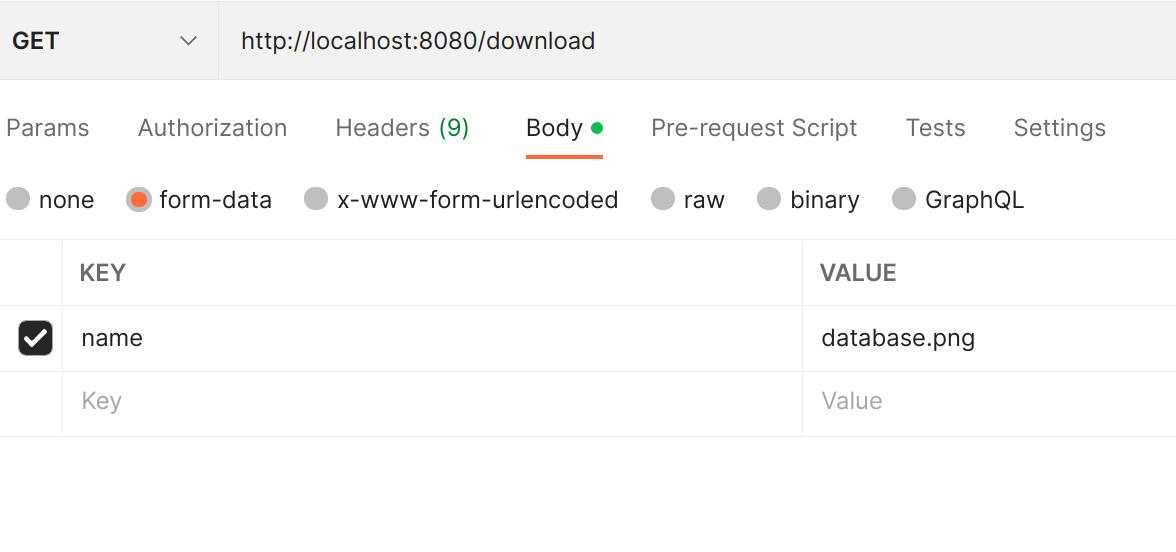 GET http://localhost:8080/download
Params Authorization Headers (9) Body Pre-request Script Tests Settings
none form-data x-www-form-urlencoded raw binary GraphQL
KEY VALUE
name database.png
Key Value